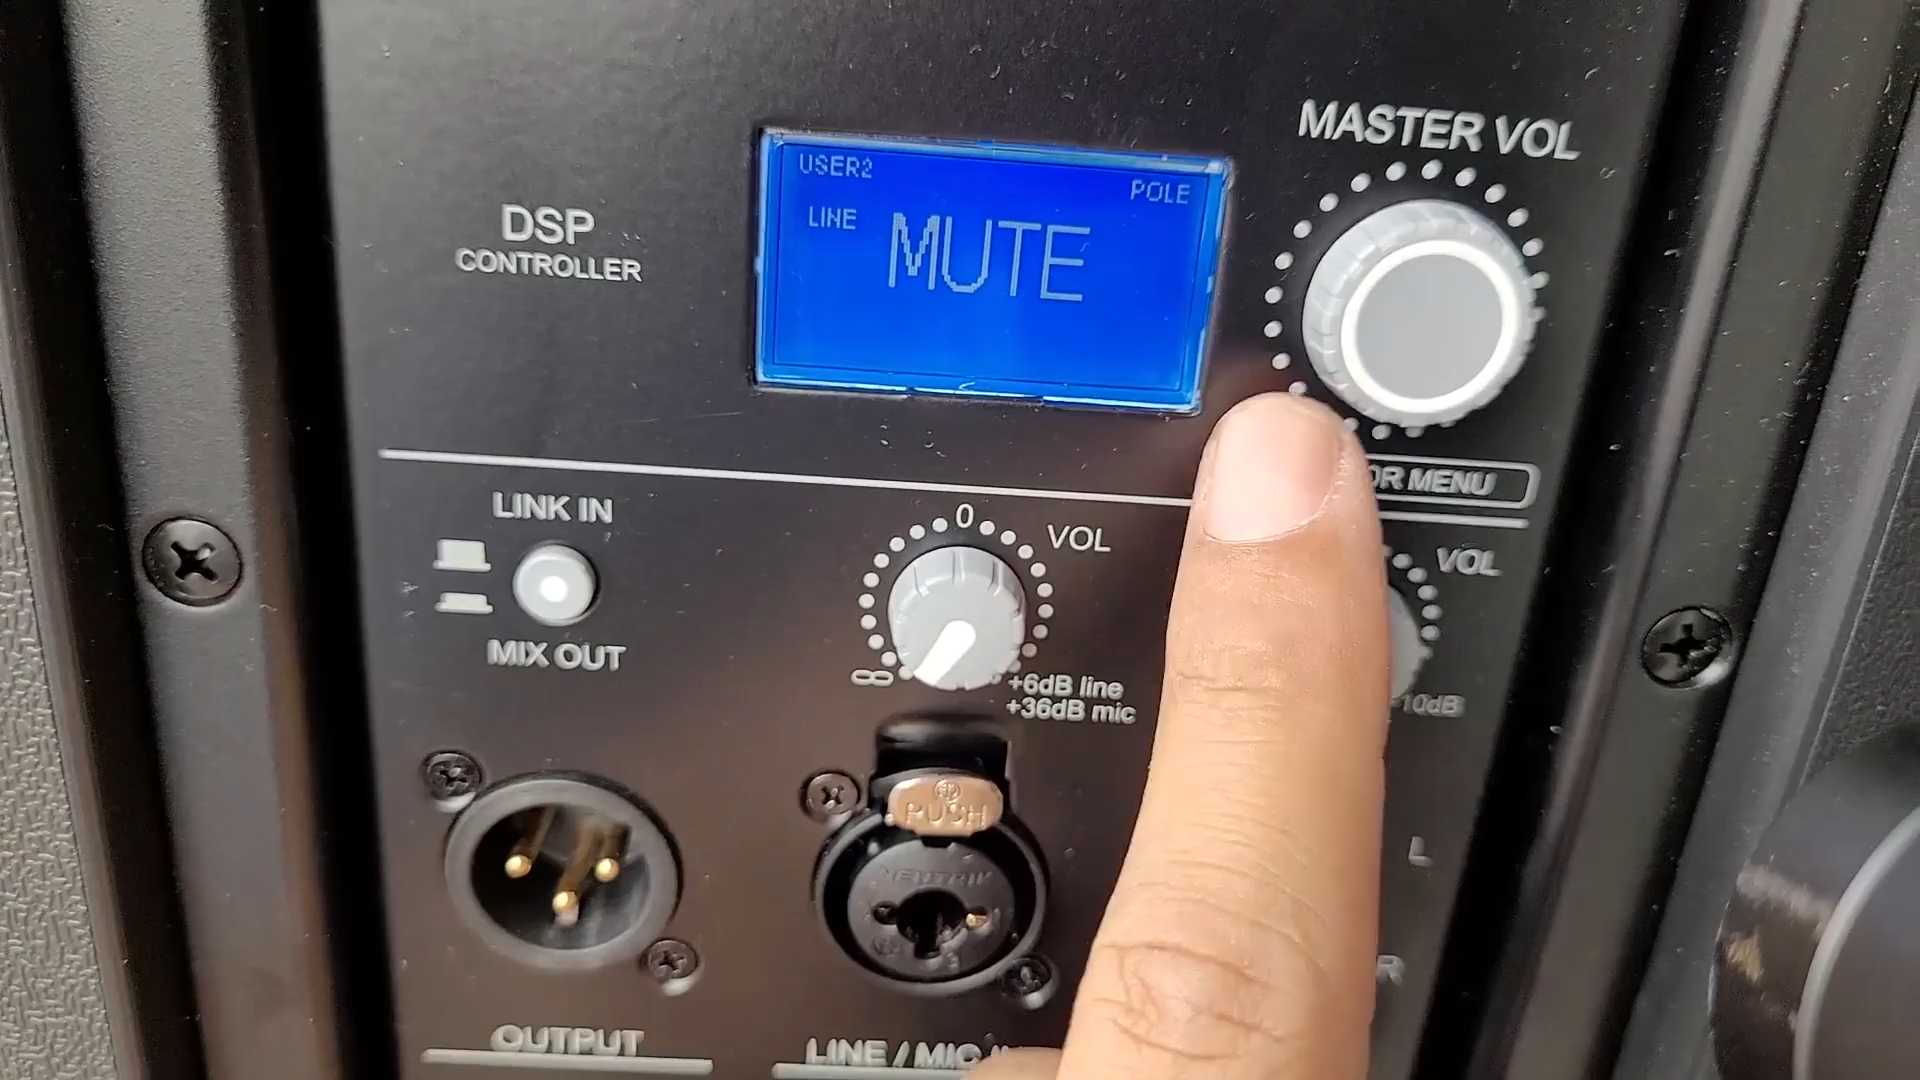 MASTER VOL
USER2
POLE
LINE
MUTE
DSP
CONTROLLER
OR MENU
LINK IN
0
VOL
VOL
MIX OUT
∞
+6dB line
+36dB mic
10dB
PUSH
NEUTRIK
L
R
OUTPUT
LINE / MIC